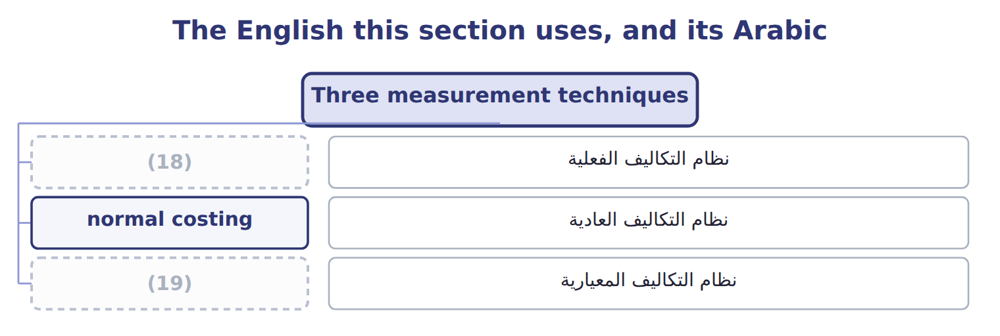 The English this section uses, and its Arabic
Three measurement techniques
(18)
نظام التكاليف الفعلية
normal costing
نظام التكاليف العادية
(19)
نظام التكاليف المعيارية